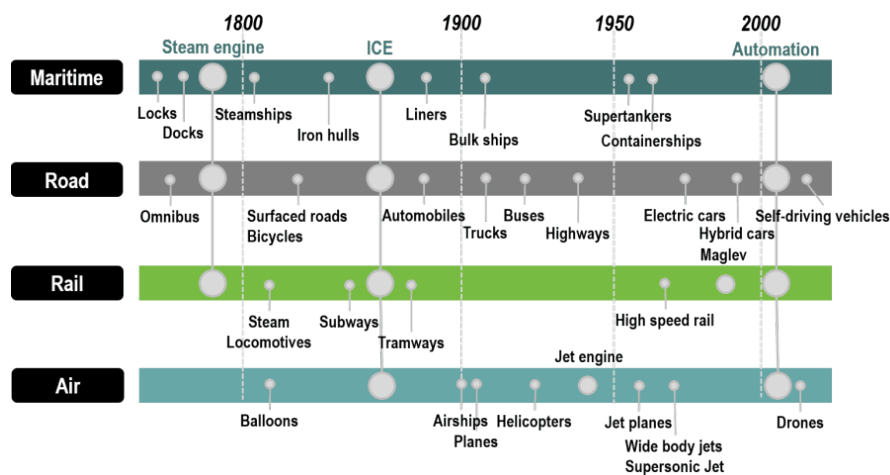 1800
1900
1950
2000
Steam engine
ICE
Automation
Maritime
Locks
Docks
Steamships
Iron hulls
Liners
Bulk ships
Supertankers
Containerships
Road
Omnibus
Surfaced roads
Bicycles
Automobiles
Trucks
Buses
Highways
Electric cars
Hybrid cars
Self-driving vehicles
Maglev
Rail
Steam
Locomotives
Subways
Tramways
High speed rail
Jet engine
Air
Balloons
Airships
Planes
Helicopters
Jet planes
Wide body jets
Supersonic Jet
Drones